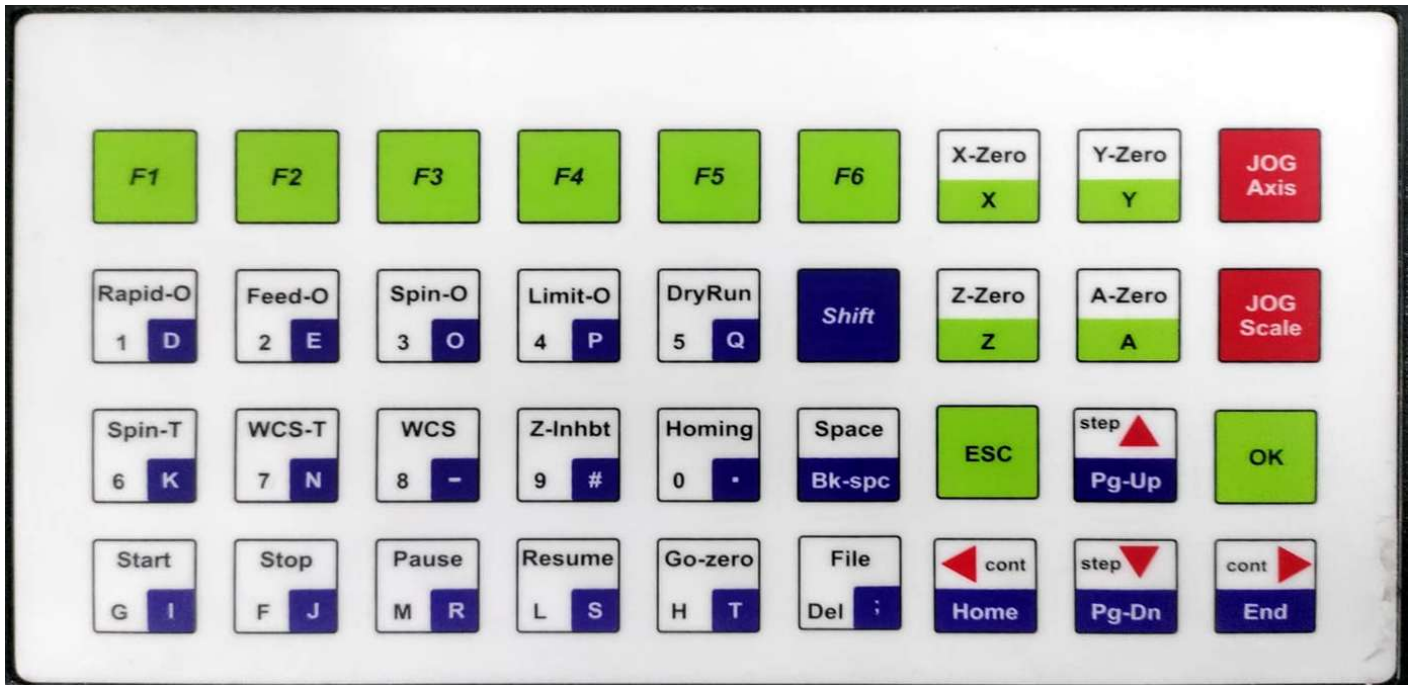 F1 F2 F3 F4 F5 F6 X-Zero Y-Zero JOG
X Y Axis
Rapid-O Feed-O Spin-O Limit-O DryRun Shift Z-Zero A-Zero JOG
1 D 2 E 3 O 4 P 5 Q Z A Scale
Spin-T WCS-T WCS Z-Inhbt Homing Space ESC step OK
6 K 7 N 8 - 9 # 0 . Bk-spc Pg-Up
Start Stop Pause Resume Go-zero File cont step cont
G I F J M R L S H T Del ; Home Pg-Dn End